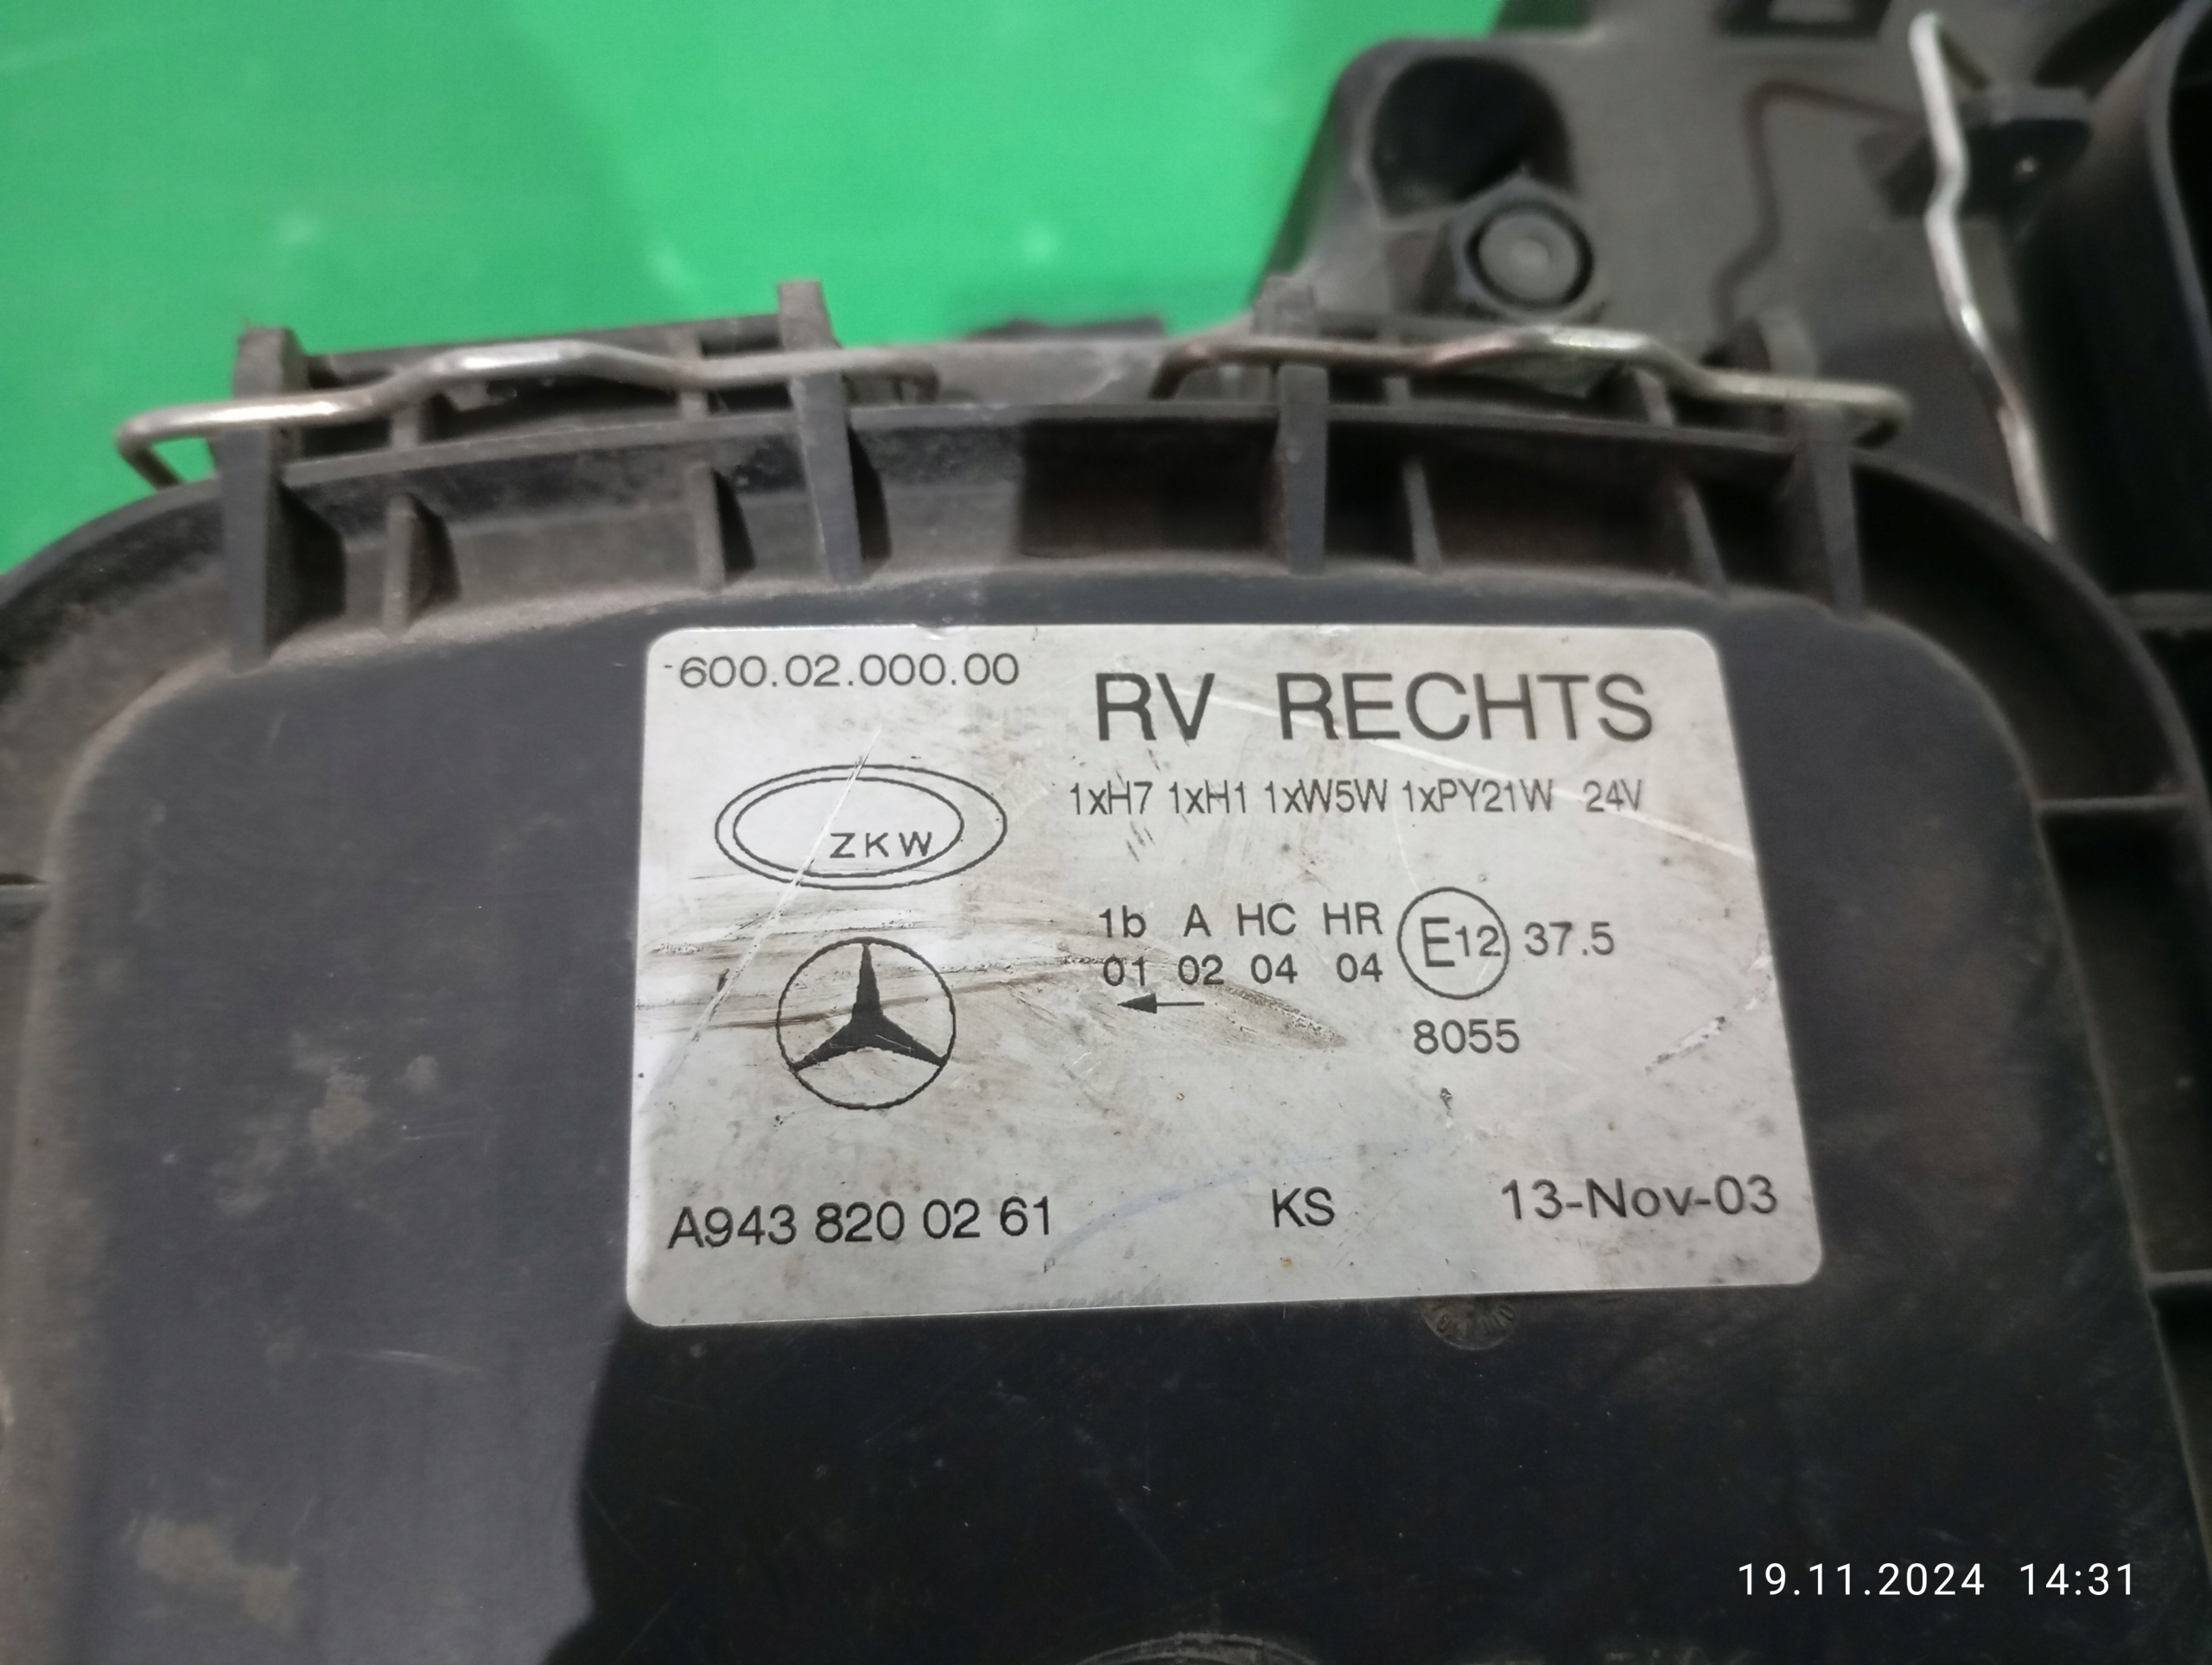 600.02.000.00
RV RECHTS
1xH7 1xH1 1xW5W 1xPY21W 24V
ZKW
1b A HC HR
01 02 04 04
E12 37.5
8055
A943 820 02 61 KS 13-Nov-03
19.11.2024 14:31